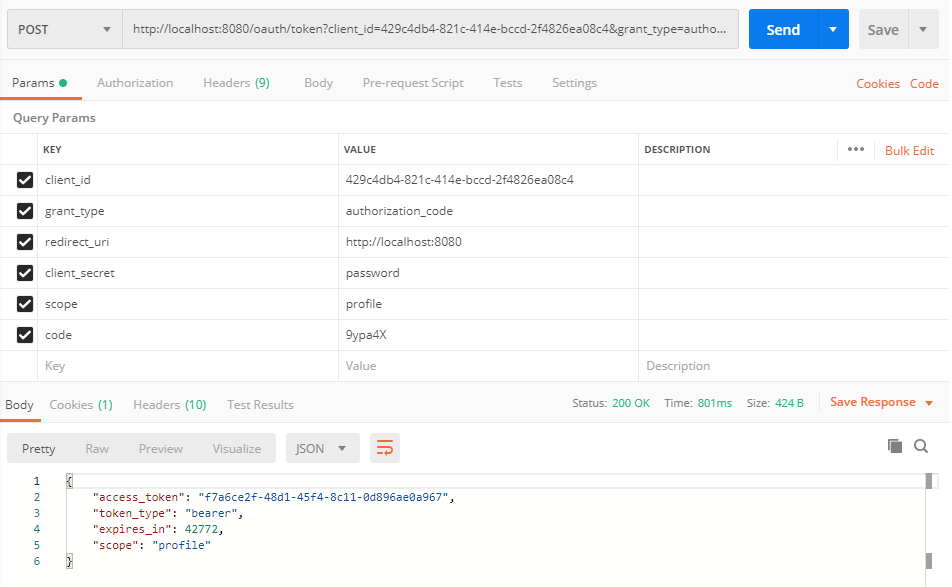 POST http://localhost:8080/oauth/token?client_id=429c4db4-821c-414e-bccd-2f4826ea08c4&grant_type=autho... Send Save
Params Authorization Headers (9) Body Pre-request Script Tests Settings Cookies Code
Query Params
KEY VALUE DESCRIPTION ••• Bulk Edit
client_id 429c4db4-821c-414e-bccd-2f4826ea08c4
grant_type authorization_code
redirect_uri http://localhost:8080
client_secret password
scope profile
code 9ypa4X
Key Value Description
Body Cookies (1) Headers (10) Test Results Status: 200 OK Time: 801ms Size: 424 B Save Response
Pretty Raw Preview Visualize JSON
1 {
2 "access_token": "f7a6ce2f-48d1-45f4-8c11-0d896ae0a967",
3 "token_type": "bearer",
4 "expires_in": 42772,
5 "scope": "profile"
6 }